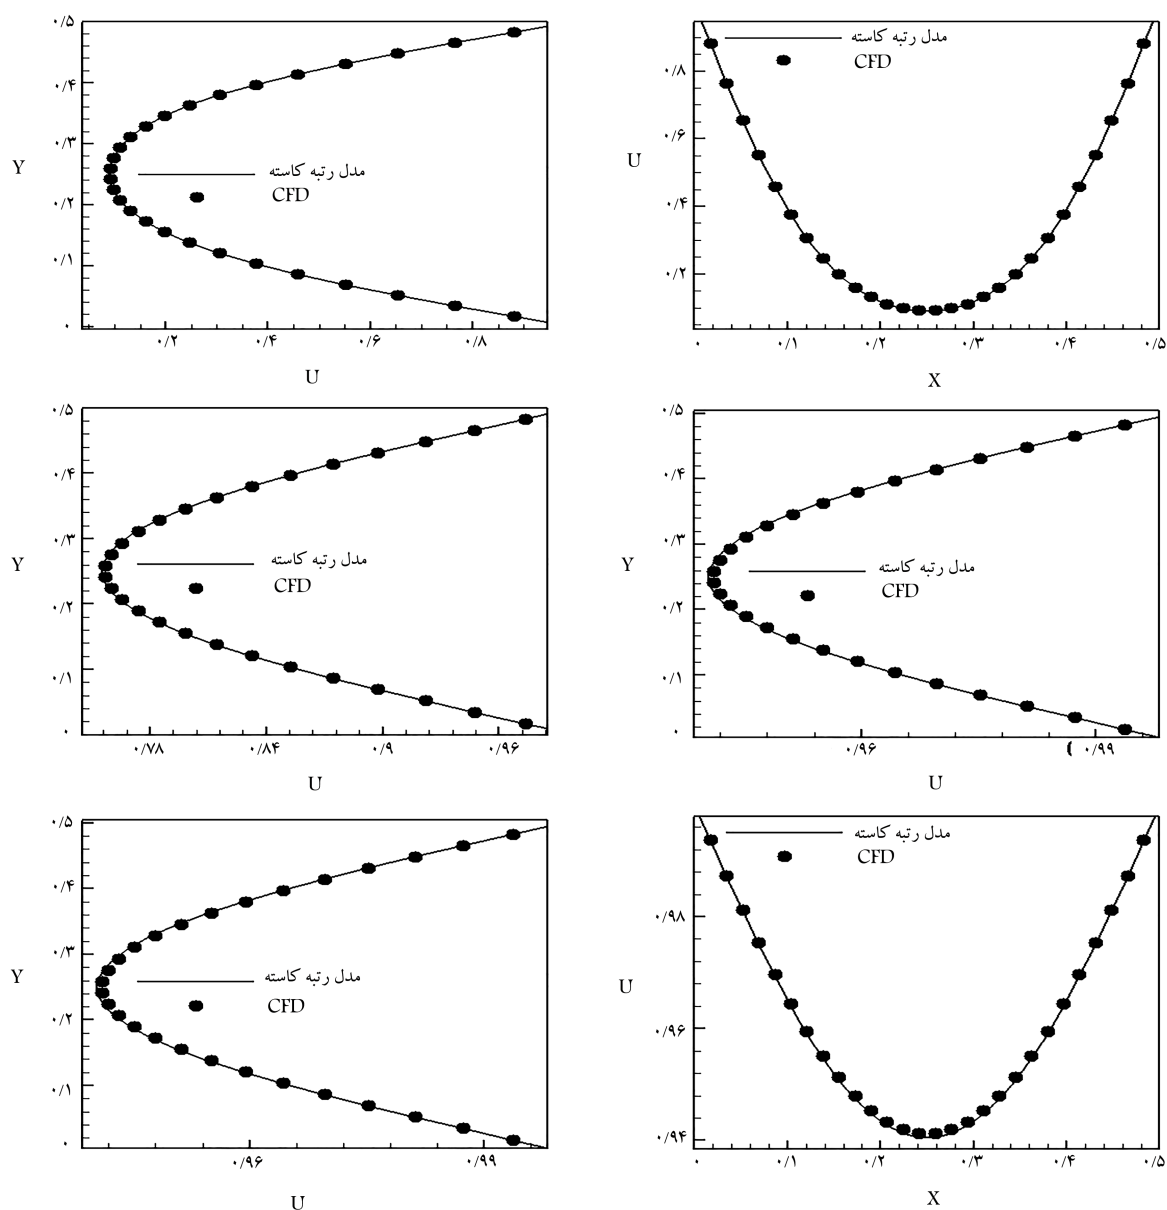 ۰/۵
۰/۴
۰/۳
۰/۲
۰/۱
۰
Y
مدل رتبه کاسته
CFD
۰/۲ ۰/۴ ۰/۶ ۰/۸
U
۰/۸
۰/۶
۰/۴
۰/۲
U
مدل رتبه کاسته
CFD
۰ ۰/۱ ۰/۲ ۰/۳ ۰/۴ ۰/۵
X
۰/۵
۰/۴
۰/۳
۰/۲
۰/۱
۰
Y
مدل رتبه کاسته
CFD
۰/۷۸ ۰/۸۴ ۰/۹ ۰/۹۶
U
۰/۵
۰/۴
۰/۳
۰/۲
۰/۱
۰
Y
مدل رتبه کاسته
CFD
۰/۹۶ ( ۰/۹۹
U
۰/۵
۰/۴
۰/۳
۰/۲
۰/۱
۰
Y
مدل رتبه کاسته
CFD
۰/۹۶ ۰/۹۹
U
۰/۹۸
۰/۹۶
۰/۹۴
U
مدل رتبه کاسته
CFD
۰ ۰/۱ ۰/۲ ۰/۳ ۰/۴ ۰/۵
X